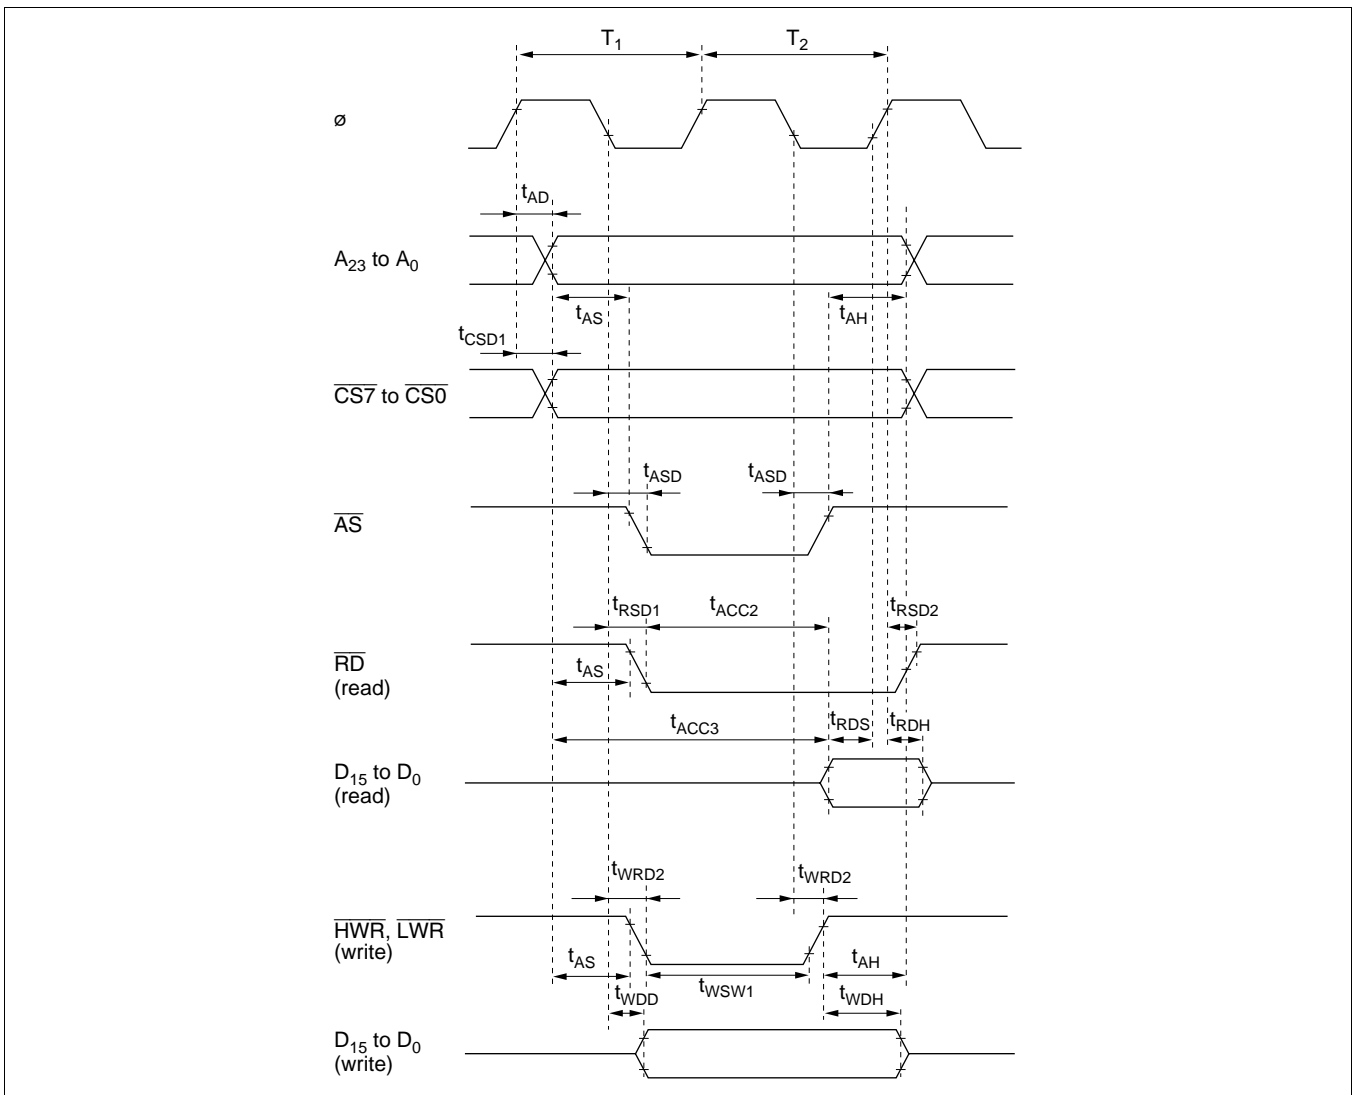 T1 T2
ø
tAD
A23 to A0
tAS tAH
tCSD1
CS7 to CS0
tASD tASD
AS
tRSD1 tACC2 tRSD2
RD
(read)
tAS
tACC3 tRDS tRDH
D15 to D0
(read)
tWRD2 tWRD2
HWR, LWR
(write)
tAS tAH
tWSW1
tWDD tWDH
D15 to D0
(write)